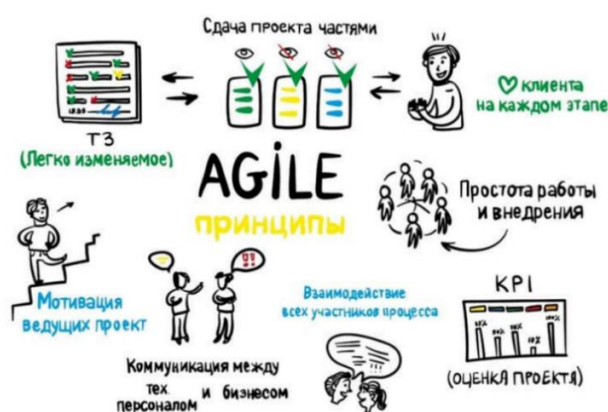 Сдача проекта частями
ТЗ
(Легко изменяемое)
♡ клиента
на каждом этапе
AGiLE
принципы
Простота работы
и внедрения
Мотивация
ведущих проект
!!
Взаимодействие
всех участников процесса
KPI
(ОЦЕНКА ПРОЕКТА)
Коммуникация между
тех персоналом и бизнесом